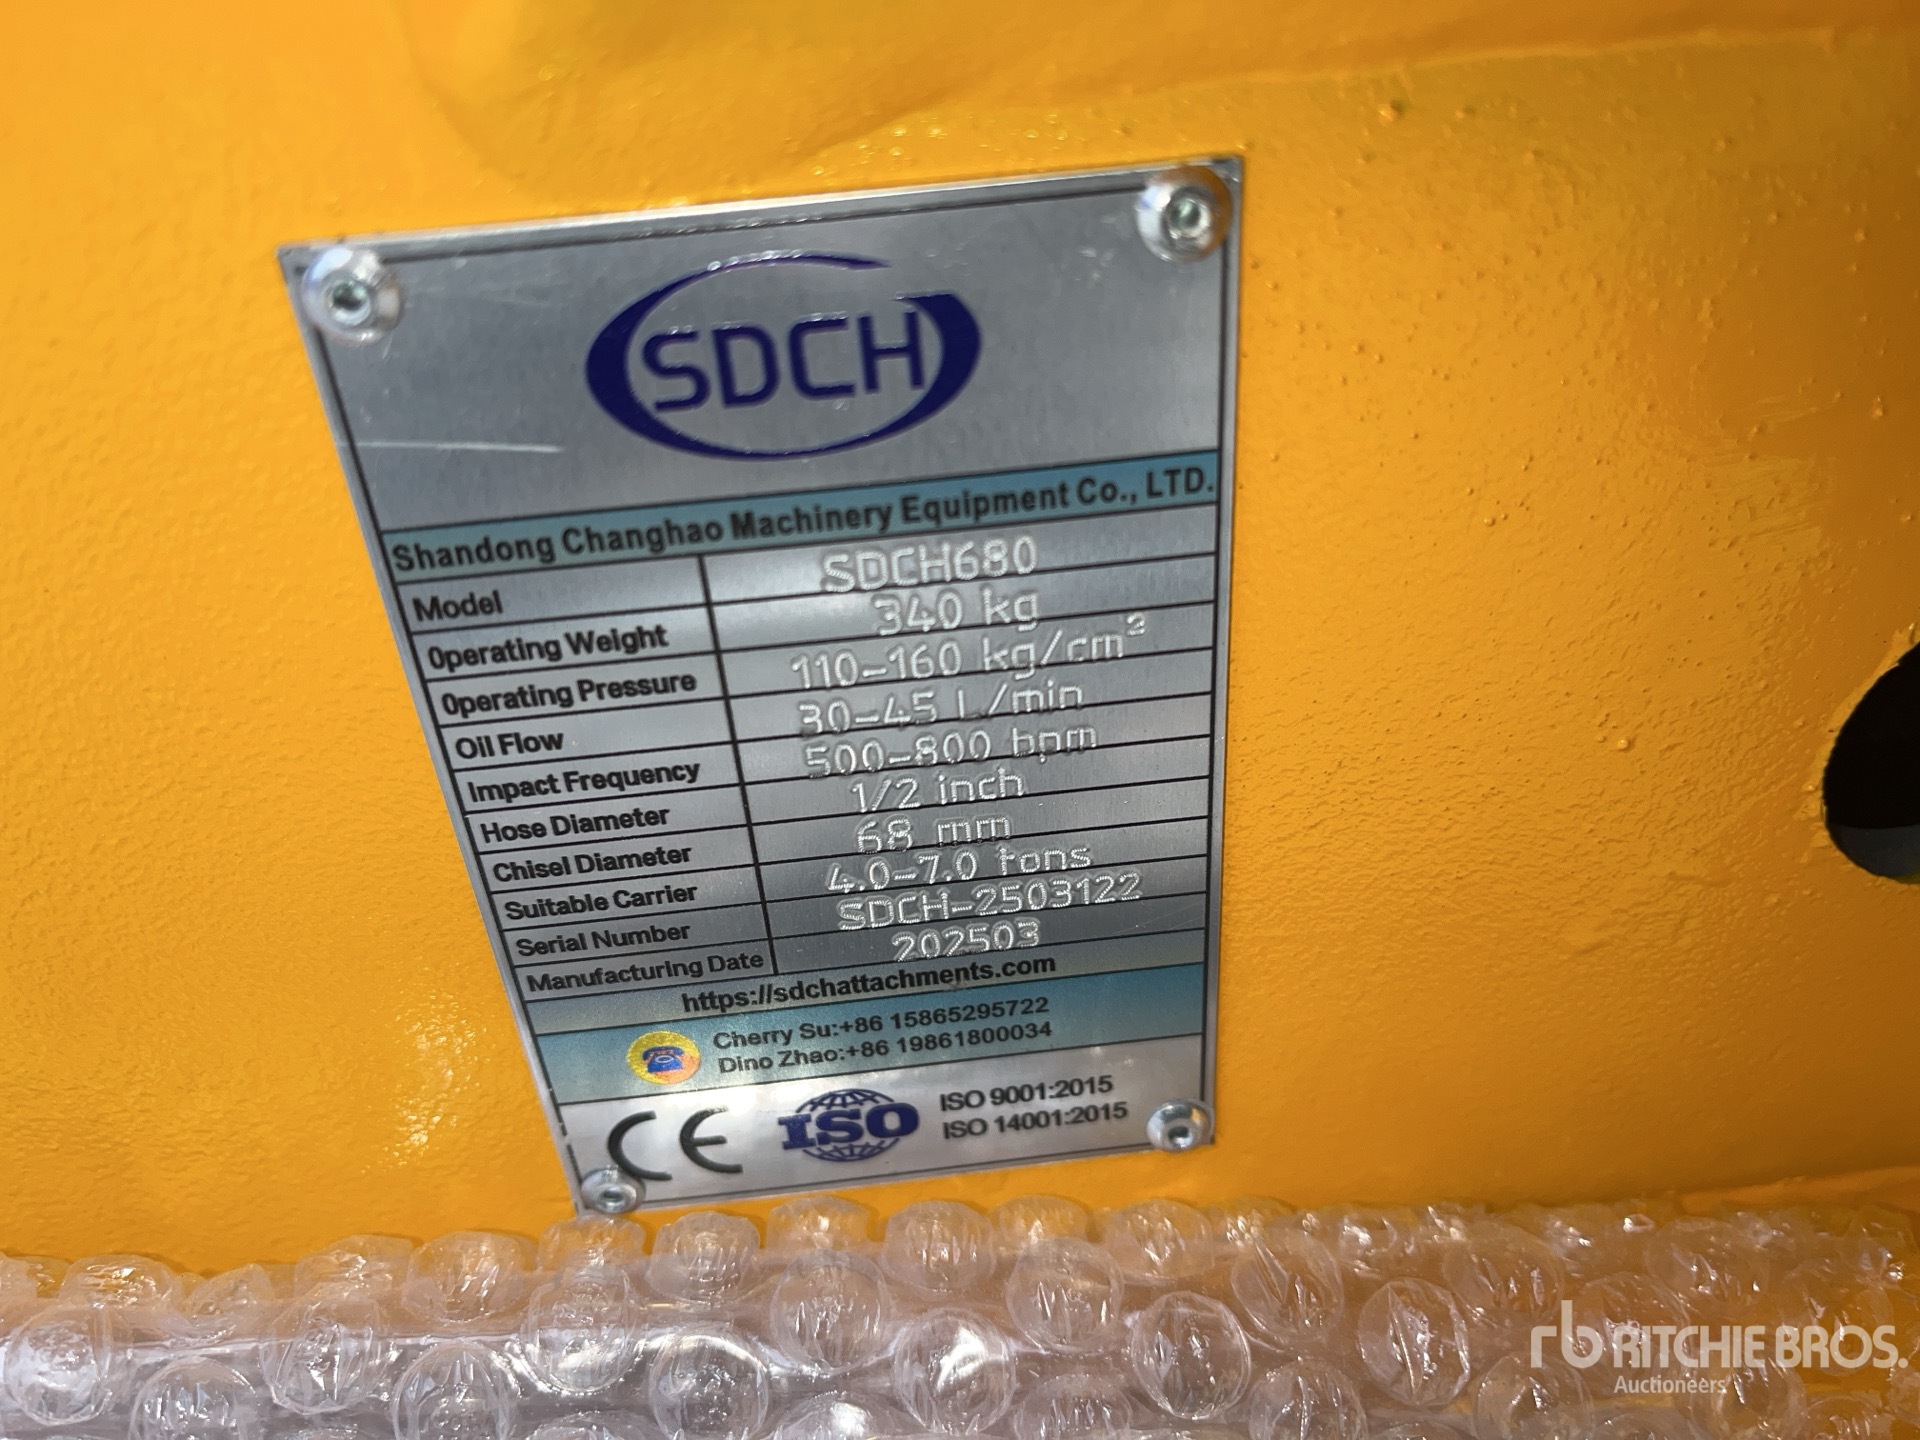 SDCH
Shandong Changhao Machinery Equipment Co., LTD.
Model SDCH680
Operating Weight 340 kg
Operating Pressure 110-160 kg/cm³
Oil Flow 30-45 L/min
Impact Frequency 500-800 bpm
Hose Diameter 1/2 inch
Chisel Diameter 68 mm
Suitable Carrier 4.0-7.0 tons
Serial Number SDCH-2503122
Manufacturing Date 202503
https://sdchattachments.com
Cherry Su:+86 15865295722
Dino Zhao:+86 19861800034
CE ISO ISO 9001:2015
ISO 14001:2015
rb RITCHIE BROS.
Auctioneers